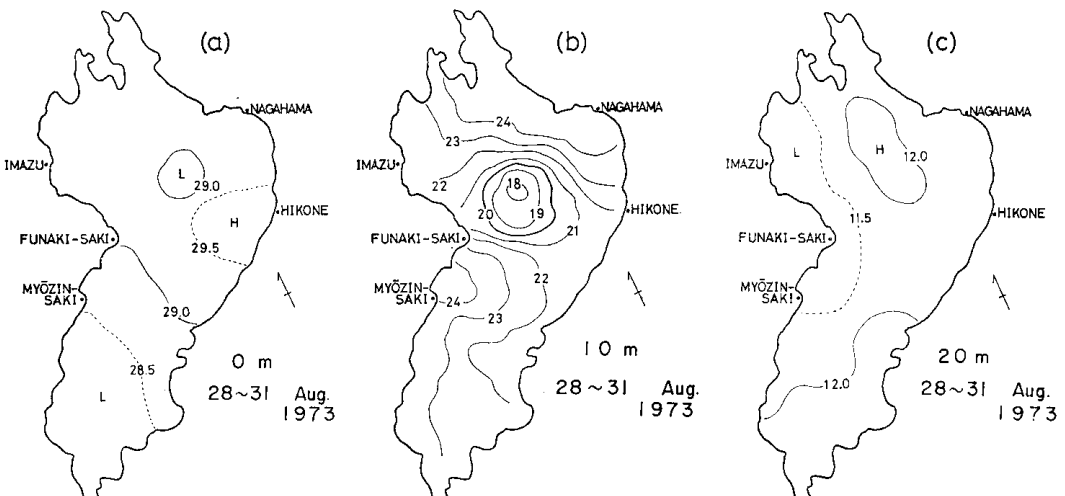 (a)
NAGAHAMA
IMAZU
L
29.0
H
HIKONE
29.5
FUNAKI-SAKI
MYŌZIN-
SAKI
29.0
28.5
L
0 m
28~31 Aug.
1973
(b)
24
NAGAHAMA
23
IMAZU
22
18
20
19
HIKONE
21
FUNAKI-SAKI
22
MYŌZIN-
SAKI
24
23
10 m
28~31 Aug.
1973
(c)
NAGAHAMA
L
H
12.0
IMAZU
11.5
HIKONE
FUNAKI-SAKI
MYŌZIN-
SAKI
20 m
12.0
28~31 Aug.
1973